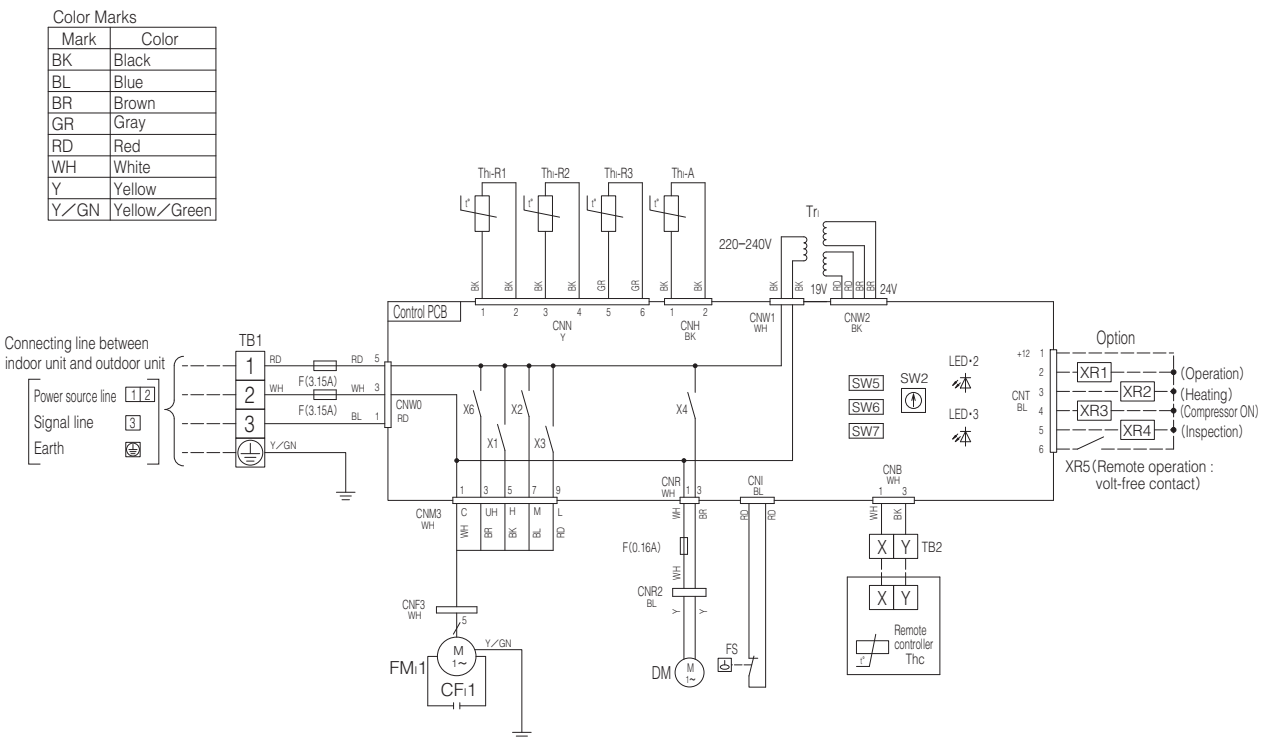 Color Marks
Mark Color
BK Black
BL Blue
BR Brown
GR Gray
RD Red
WH White
Y Yellow
Y/GN Yellow/Green
ThI-R1 ThI-R2 ThI-R3 ThI-A
t° t° t° t°
TrI
220-240V
BK BK BK BK GR GR BK BK BK BK 19V RD RD BR BR 24V
Control PCB
1 2 3 4 5 6 1 2
CNN
Y
CNH
BK
CNW1
WH
CNW2
BK
Connecting line between
indoor unit and outdoor unit
Power source line 1 2
Signal line 3
Earth
TB1
1 RD F(3.15A) RD 5
2 WH F(3.15A) WH 3
3 BL 1
Y/GN
CNW0
RD
X6 X1 X2 X3 X4
SW5
SW6
SW7
SW2
LED•2
LED•3
Option
+12 1
2 XR1 (Operation)
3 XR2 (Heating)
4 XR3 (Compressor ON)
5 XR4 (Inspection)
6
CNT
BL
XR5(Remote operation :
volt-free contact)
1 3 5 7 9
CNM3
WH
C UH H M L
WH BR BK BL RD
CNR
WH
1 3
WH BR
CNI
BL
RD RD
CNB
WH
1 3
WH BK
F(0.16A)
WH
CNR2
BL
Y Y
X Y TB2
X Y
Remote
controller
Thc
t°
CNF3
WH
5
M
1~
Y/GN
FMI1
CFI1
DM
M
1~
FS